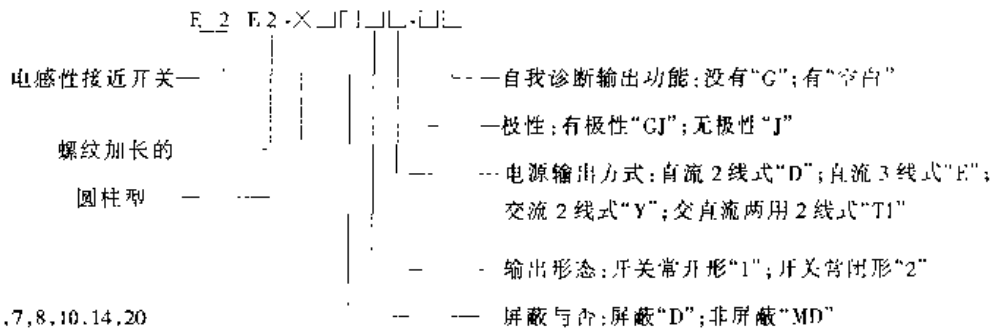 E 2 E2-X
电感性接近开关
自我诊断输出功能:没有“G”;有“空白”
极性:有极性“GJ”;无极性“J”
螺纹加长的
圆柱型
电源输出方式:直流2线式“D”;直流3线式“E”;
交流2线式“Y”;交直流两用2线式“T1”
输出形态:开关常开形“1”;开关常闭形“2”
,7,8,10.14,20
屏蔽与否:屏蔽“D”;非屏蔽“MD”